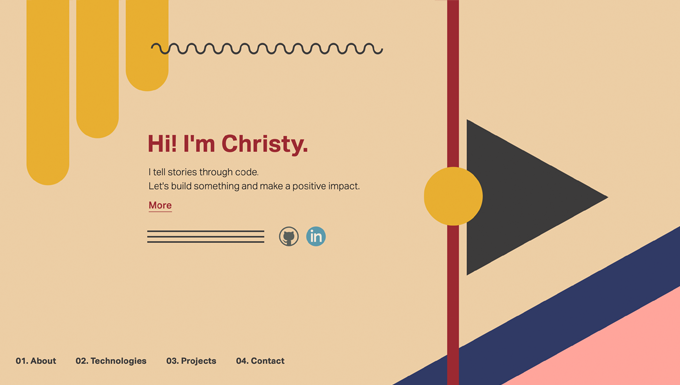 Hi! I'm Christy.
I tell stories through code.
Let's build something and make a positive impact.
More
in
01. About 02. Technologies 03. Projects 04. Contact